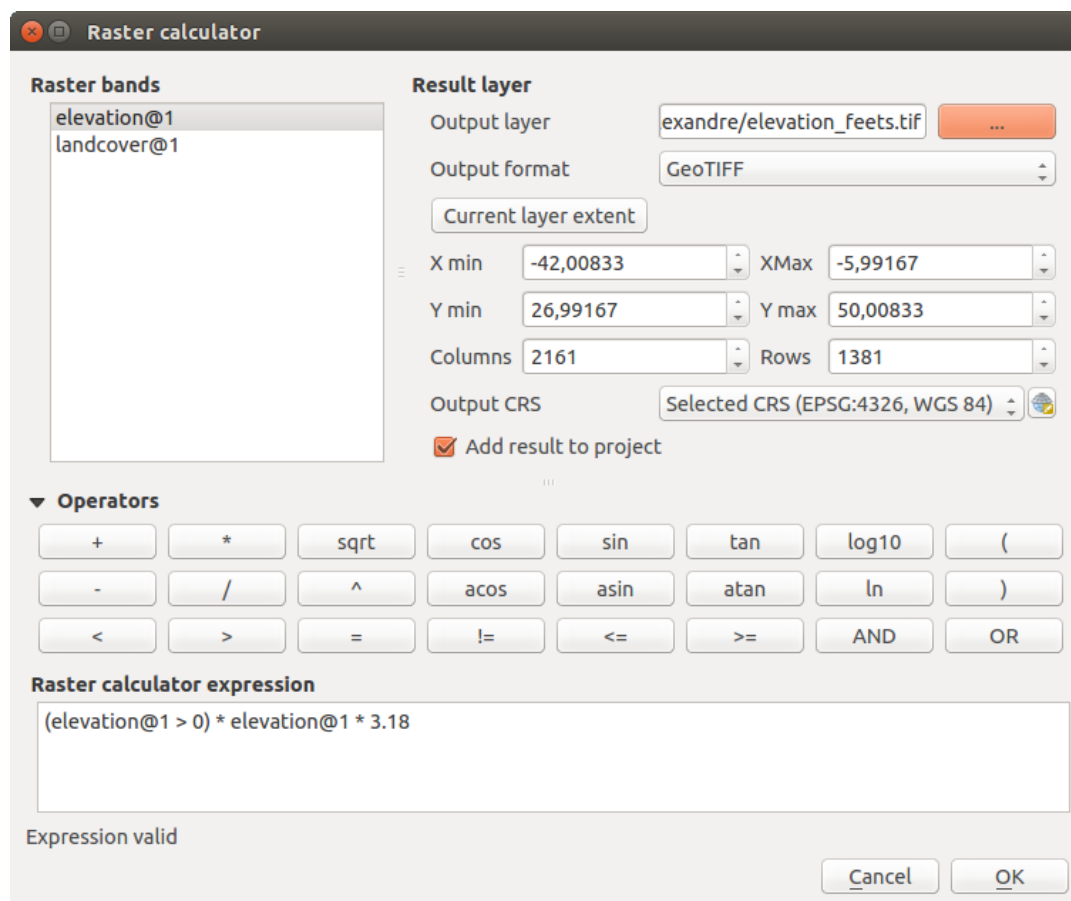 Raster calculator
Raster bands
elevation@1
landcover@1
Result layer
Output layer exandre/elevation_feets.tif ...
Output format GeoTIFF
Current layer extent
X min -42,00833 XMax -5,99167
Y min 26,99167 Y max 50,00833
Columns 2161 Rows 1381
Output CRS Selected CRS (EPSG:4326, WGS 84)
Add result to project
Operators
+ * sqrt cos sin tan log10 (
- / ^ acos asin atan ln )
< > = != <= >= AND OR
Raster calculator expression
(elevation@1 > 0) * elevation@1 * 3.18
Expression valid
Cancel OK